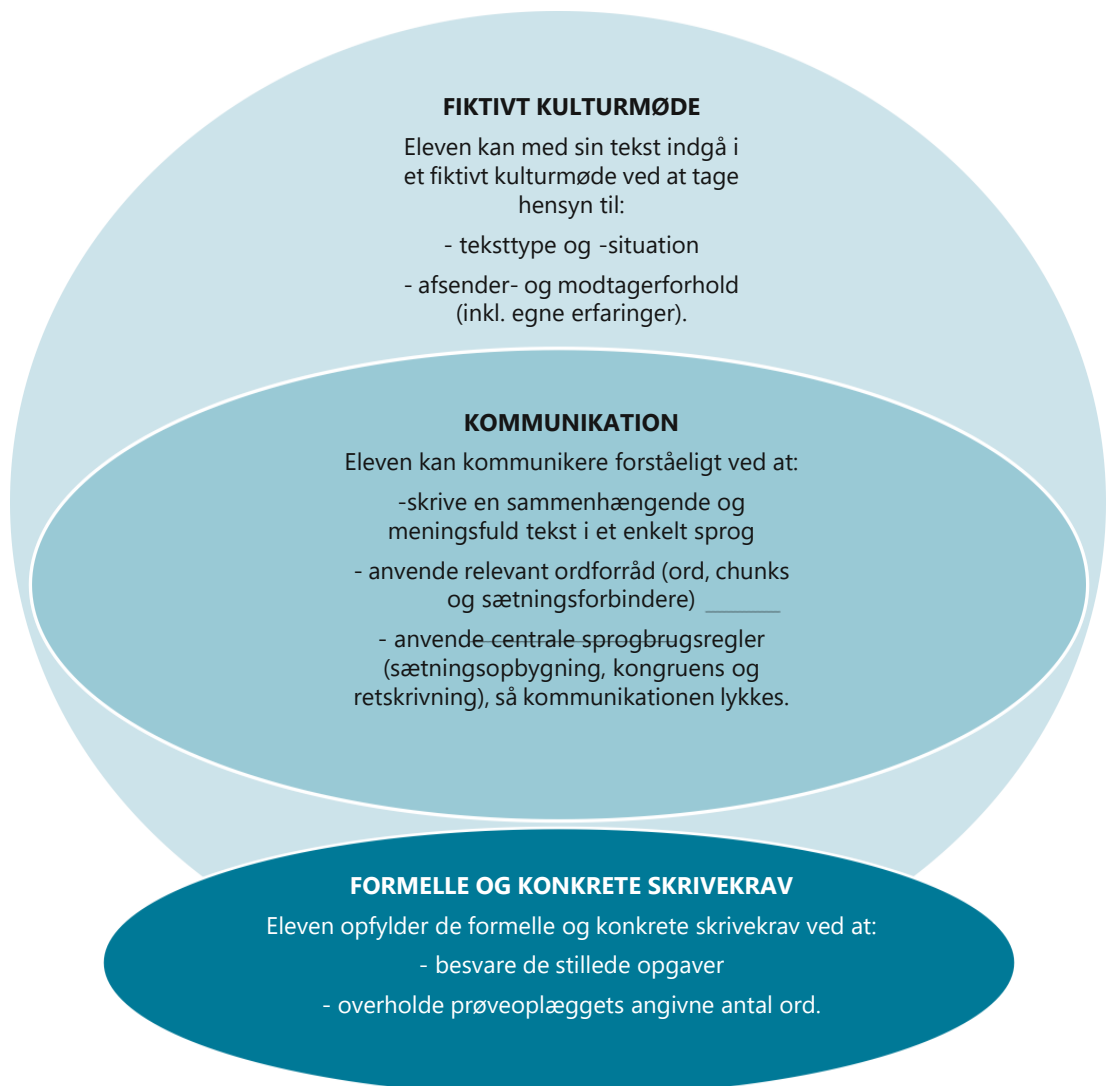 FIKTIVT KULTURMØDE
Eleven kan med sin tekst indgå i
et fiktivt kulturmøde ved at tage
hensyn til:
- teksttype og -situation
- afsender- og modtagerforhold
(inkl. egne erfaringer).
KOMMUNIKATION
Eleven kan kommunikere forståeligt ved at:
-skrive en sammenhængende og
meningsfuld tekst i et enkelt sprog
- anvende relevant ordforråd (ord, chunks
og sætningsforbindere)
- anvende centrale sprogbrugsregler
(sætningsopbygning, kongruens og
retskrivning), så kommunikationen lykkes.
FORMELLE OG KONKRETE SKRIVEKRAV
Eleven opfylder de formelle og konkrete skrivekrav ved at:
- besvare de stillede opgaver
- overholde prøveoplæggets angivne antal ord.